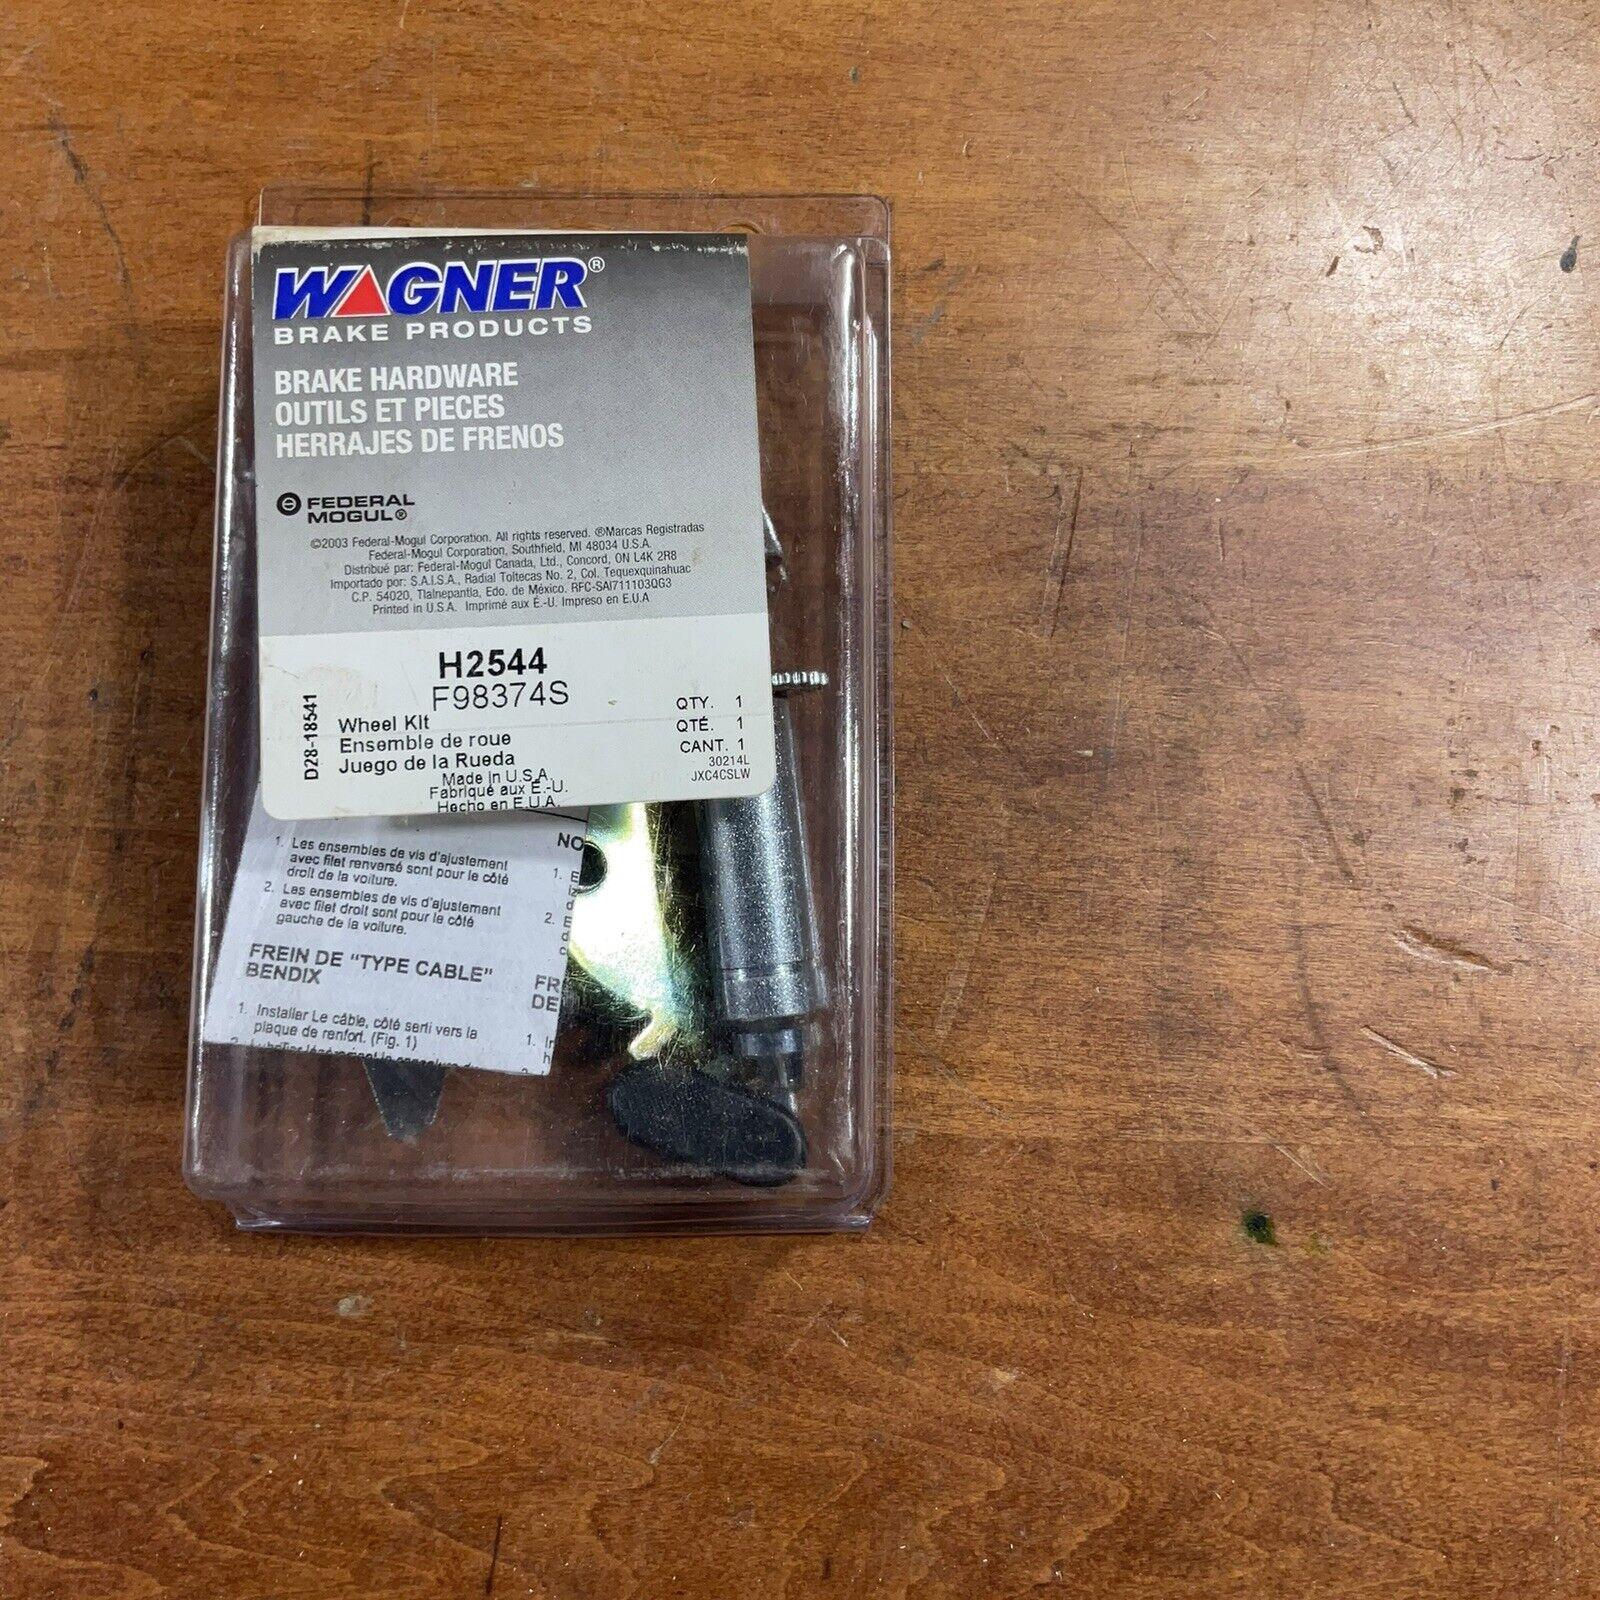 WAGNER®
BRAKE PRODUCTS
BRAKE HARDWARE
OUTILS ET PIECES
HERRAJES DE FRENOS
FEDERAL
MOGUL®
©2003 Federal-Mogul Corporation. All rights reserved. ®Marcas Registradas
Federal-Mogul Corporation, Southfield, MI 48034 U.S.A.
Distribué par: Federal-Mogul Canada, Ltd., Concord, ON L4K 2R8
Importado por: S.A.I.S.A., Radial Toltecas No. 2, Col. Tequexquinahuac
C.P. 54020, Tlalnepantla, Edo. de México. RFC-SAI711103QG3
Printed in U.S.A. Imprimé aux É.-U. Impreso en E.U.A
H2544
F98374S
D28-18541
Wheel Kit
Ensemble de roue
Juego de la Rueda
Made in U.S.A.
Fabriqué aux É.-U.
Hecho en E.U.A.
QTY. 1
QTÉ. 1
CANT. 1
30214L
JXC4CSLW
1. Les ensembles de vis d'ajustement
avec filet renversé sont pour le côté
droit de la voiture.
2. Les ensembles de vis d'ajustement
avec filet droit sont pour le côté
gauche de la voiture.
FREIN DE "TYPE CABLE"
BENDIX
1. Installer Le câble, côté serti vers la
plaque de renfort. (Fig. 1)
NO
1. E
2. E
FR
DE
1. In